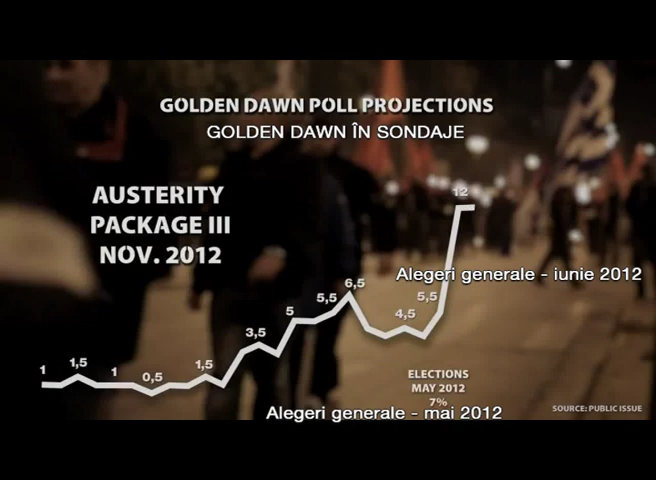 GOLDEN DAWN POLL PROJECTIONS
GOLDEN DAWN ÎN SONDAJE
AUSTERITY
PACKAGE III
NOV. 2012
12
Alegeri generale - iunie 2012
1
1,5
1
0,5
1,5
3,5
5
5,5
6,5
4,5
5,5
ELECTIONS
MAY 2012
7%
Alegeri generale - mai 2012
SOURCE: PUBLIC ISSUE